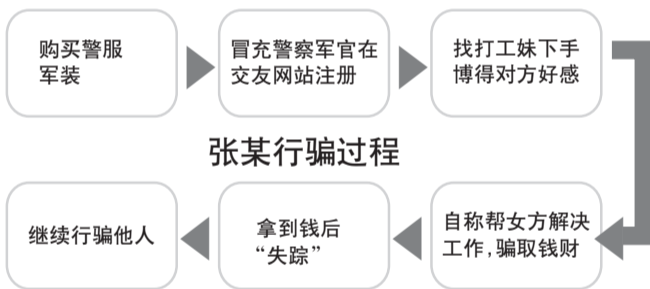 购买警服
军装
冒充警察军官在
交友网站注册
找打工妹下手
博得对方好感
张某行骗过程
自称帮女方解决
工作，骗取钱财
拿到钱后
“失踪”
继续行骗他人